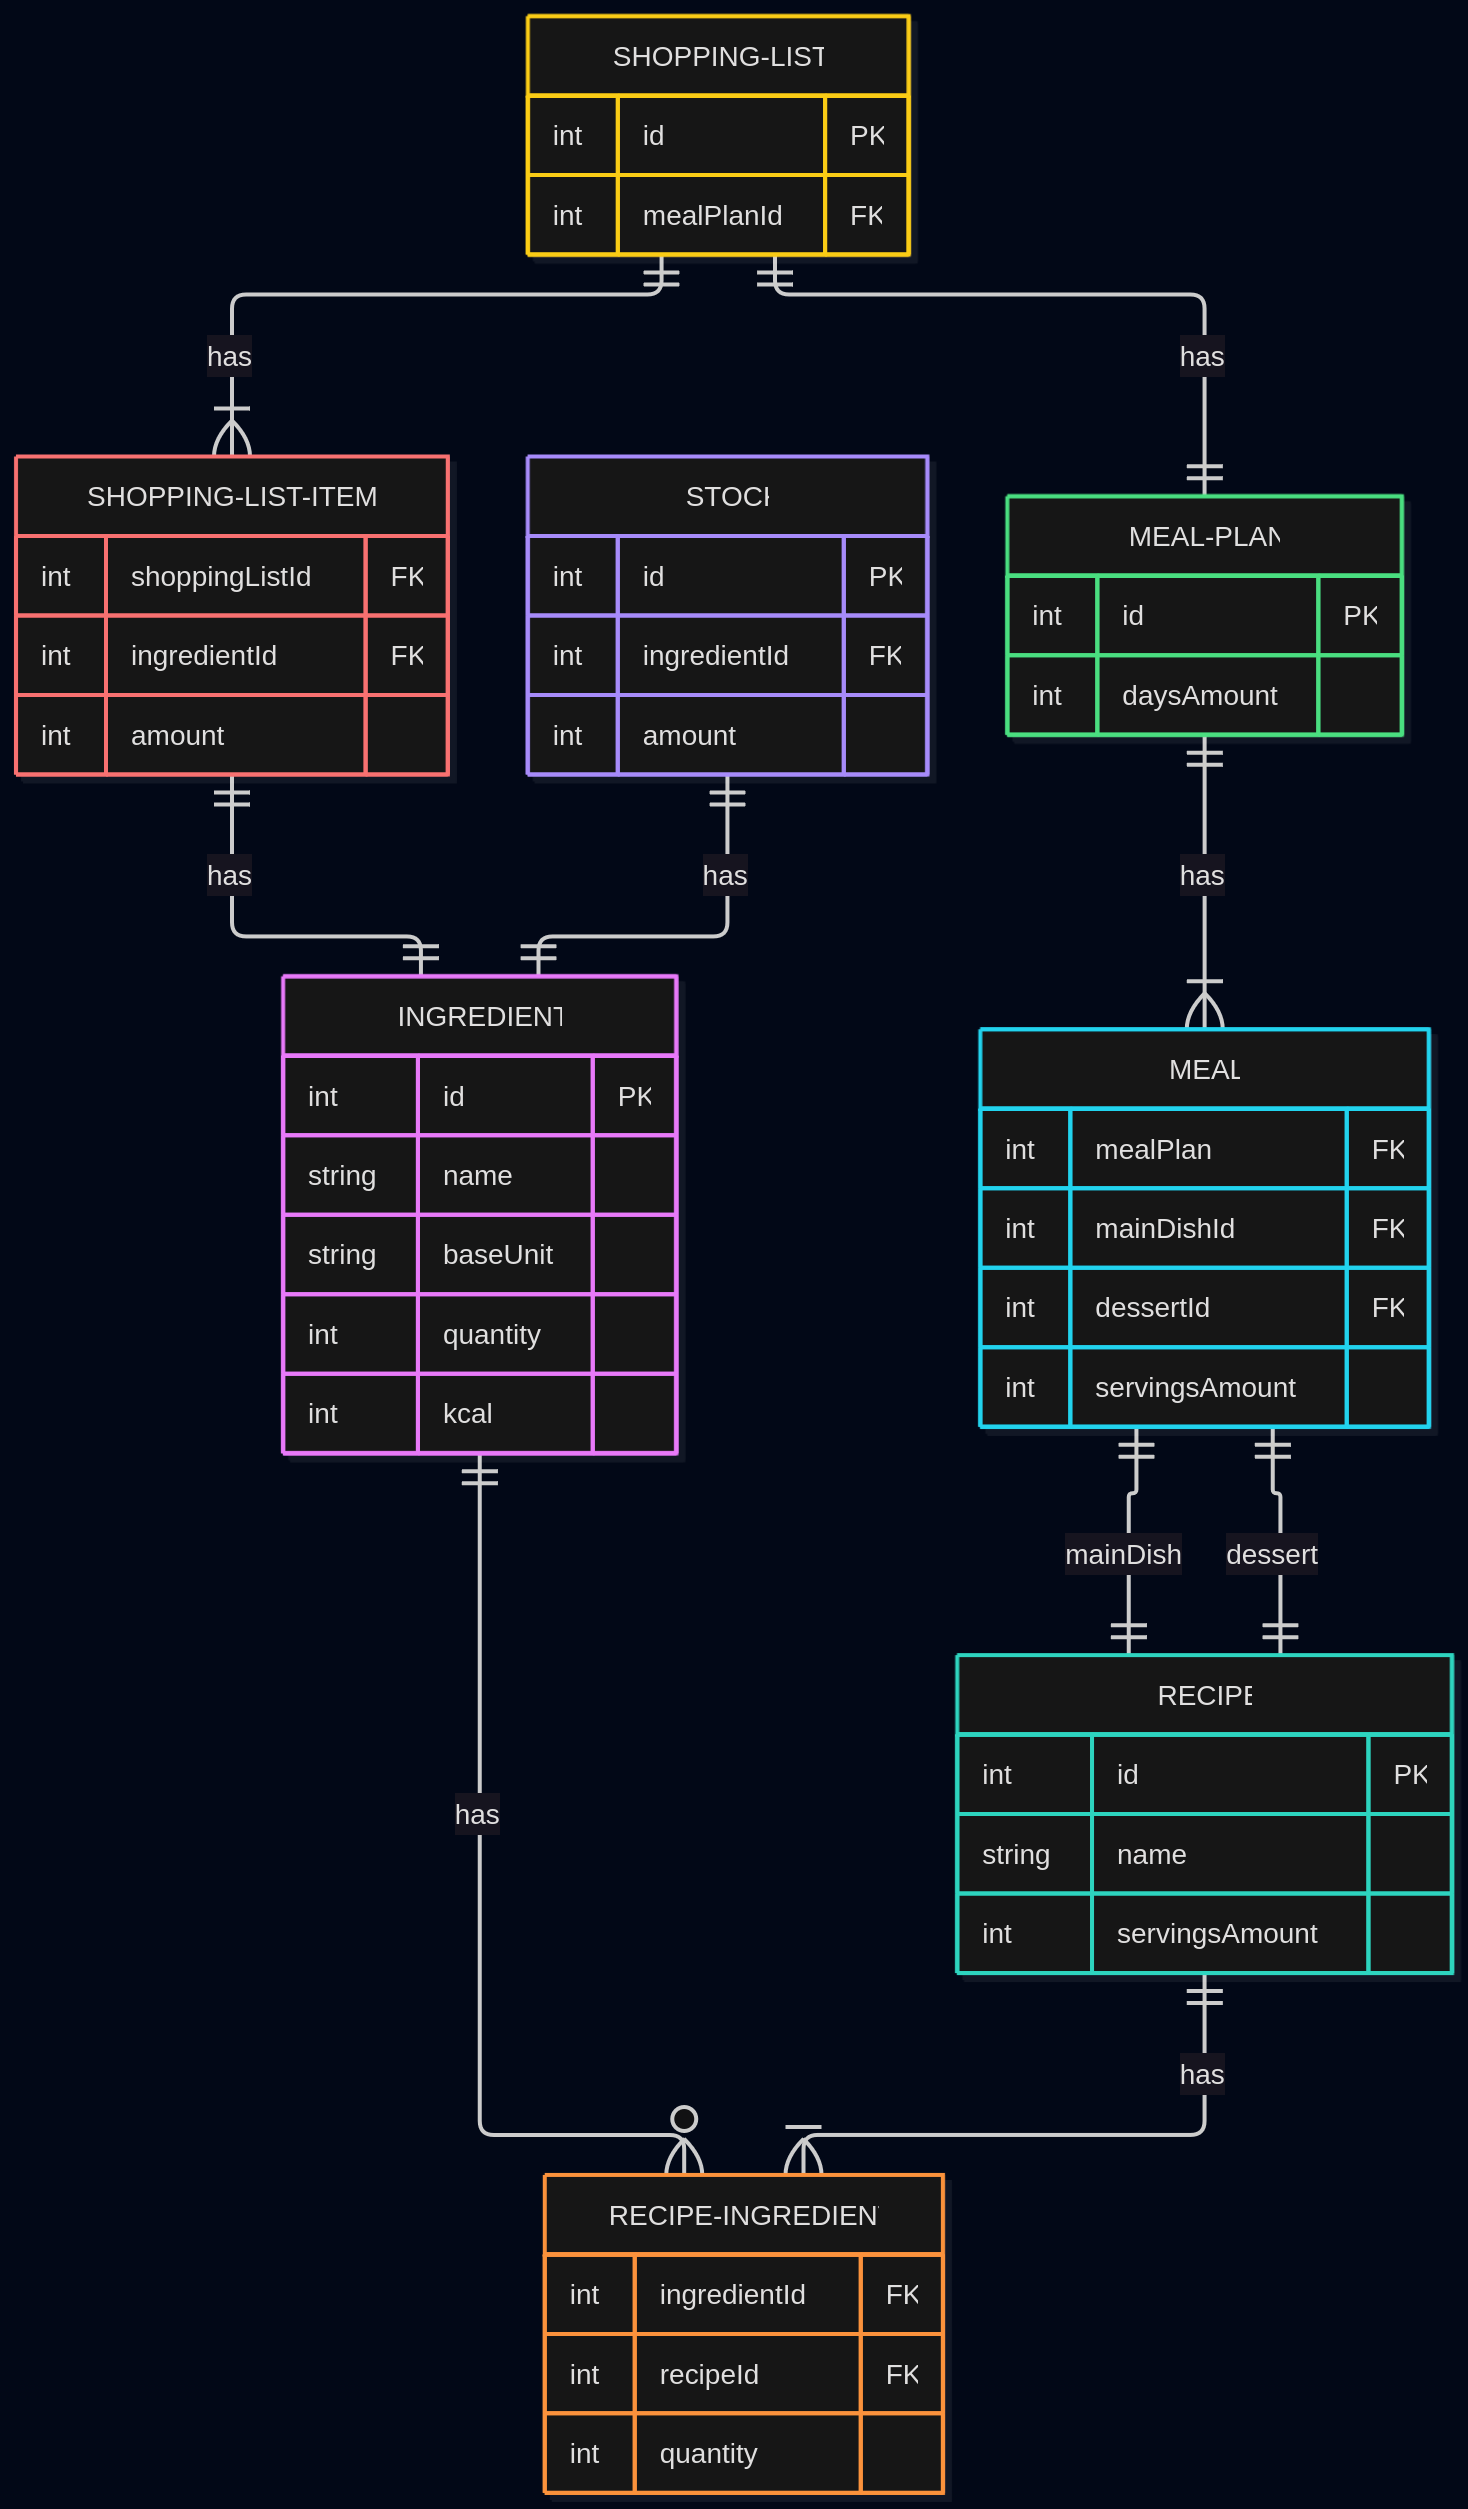 SHOPPING-LIST
int id PK
int mealPlanId FK
has
has
SHOPPING-LIST-ITEM
int shoppingListId FK
int ingredientId FK
int amount
STOCK
int id PK
int ingredientId FK
int amount
MEAL-PLAN
int id PK
int daysAmount
has
has
has
INGREDIENT
int id PK
string name
string baseUnit
int quantity
int kcal
MEAL
int mealPlan FK
int mainDishId FK
int dessertId FK
int servingsAmount
mainDish
dessert
RECIPE
int id PK
string name
int servingsAmount
has
has
RECIPE-INGREDIENT
int ingredientId FK
int recipeId FK
int quantity